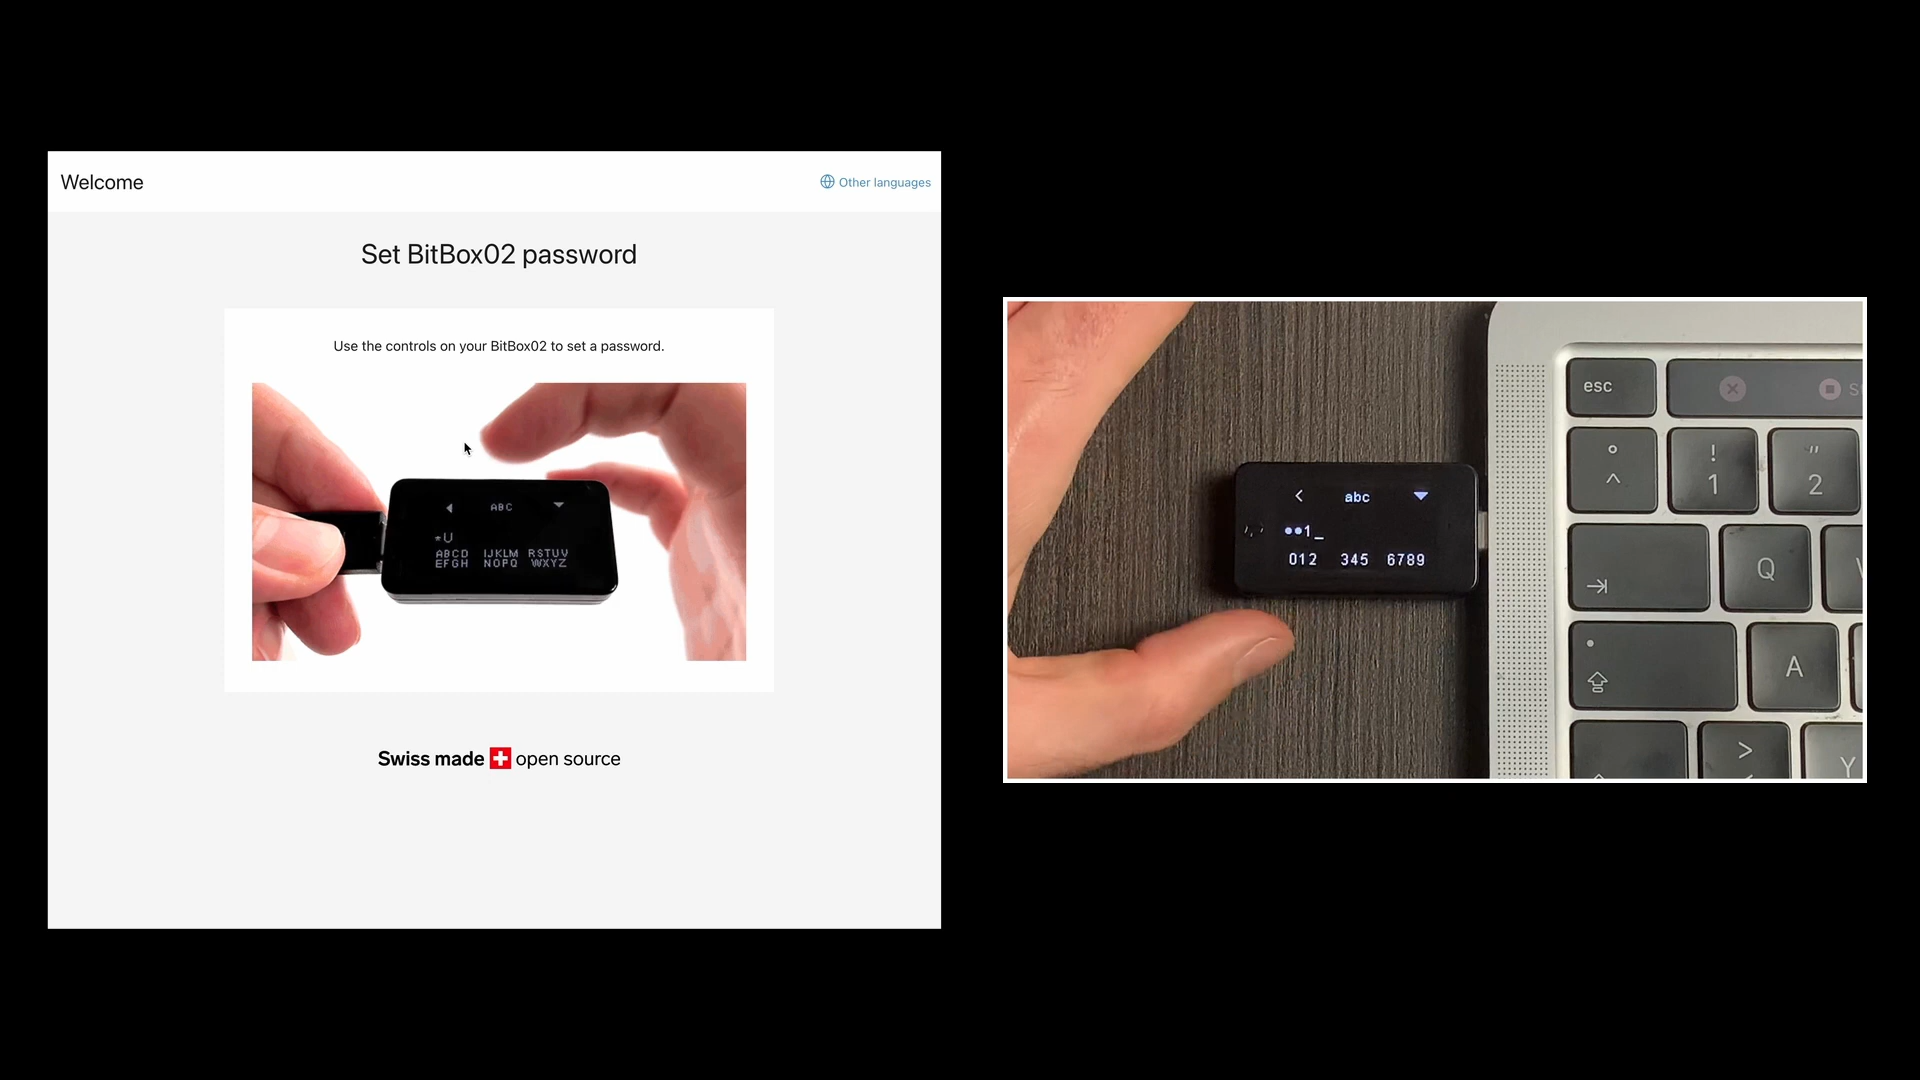 Welcome
Other languages
Set BitBox02 password
Use the controls on your BitBox02 to set a password.
ABC
*U
ABCD IJKLM RSTUV
EFGH NOPQ WXYZ
Swiss made open source
< abc
●●1_
012 345 6789
esc
° ! "
^ 1 2
Q
A
>
<
Y